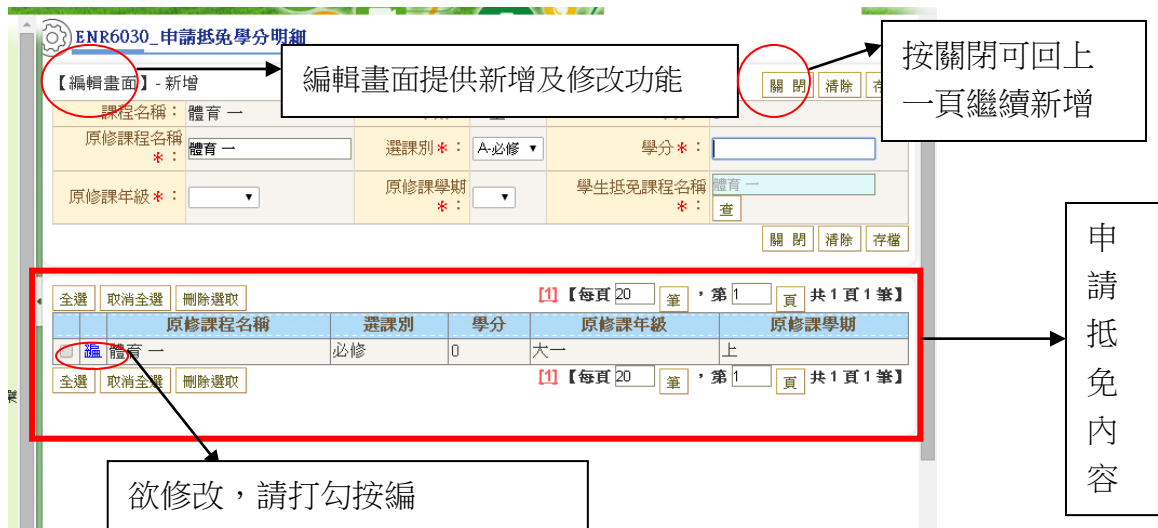 ENR6030_申請抵免學分明細
【編輯畫面】- 新增
編輯畫面提供新增及修改功能
關 閉 清除
按關閉可回上
一頁繼續新增
課程名稱: 體育 一
原修課程名稱*: 體育 一 選課別*: A-必修 學分*:
原修課年級*: 原修課學期*: 學生抵免課程名稱*: 體育 一 查
關 閉 清除 存檔
全選 取消全選 刪除選取 [1]【每頁20 筆,第1 頁 共1頁1筆】
原修課程名稱 選課別 學分 原修課年級 原修課學期
編 體育 一 必修 0 大一 上
全選 取消全選 刪除選取 [1]【每頁20 筆,第1 頁 共1頁1筆】
欲修改,請打勾按編
申
請
抵
免
內
容